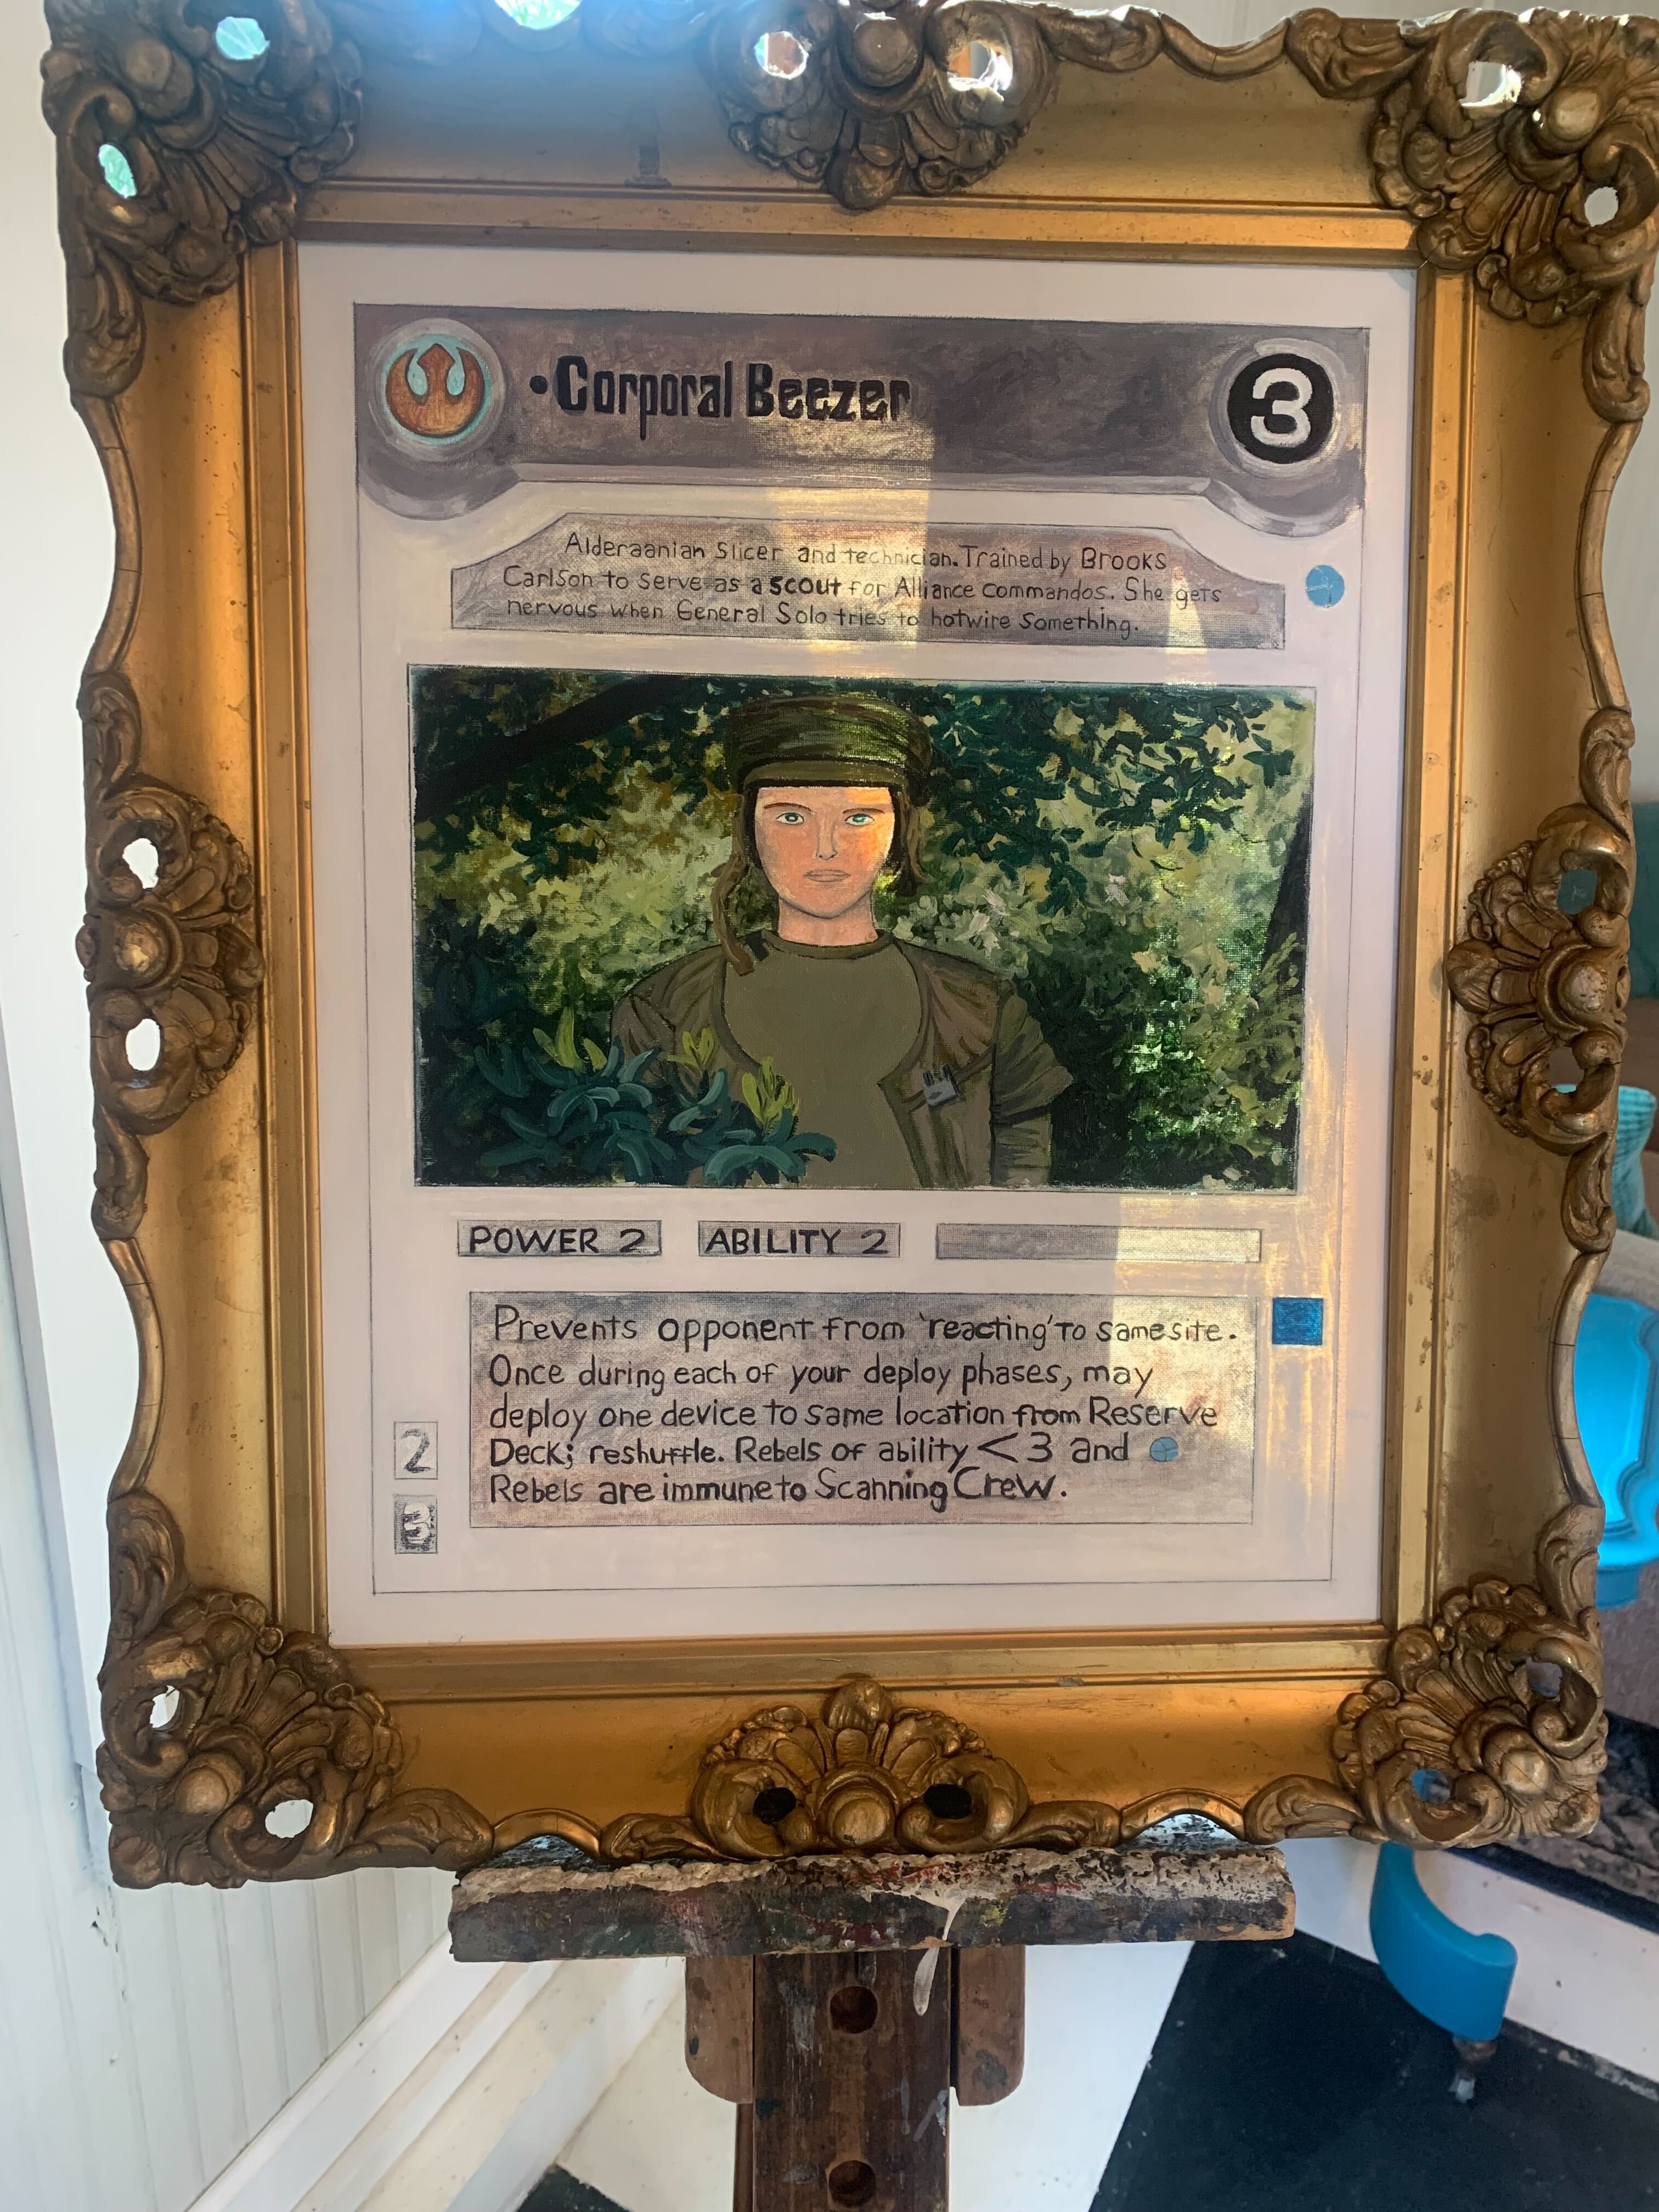 •Corporal Beezer
3
Alderaanian Slicer and technician. Trained by Brooks
Carlson to serve as a scout for Alliance commandos. She gets
nervous when General Solo tries to hotwire something.
POWER 2 ABILITY 2
Prevents opponent from 'reacting' to same site.
Once during each of your deploy phases, may
deploy one device to same location from Reserve
Deck; reshuffle. Rebels of ability < 3 and
Rebels are immune to Scanning Crew.
2
3